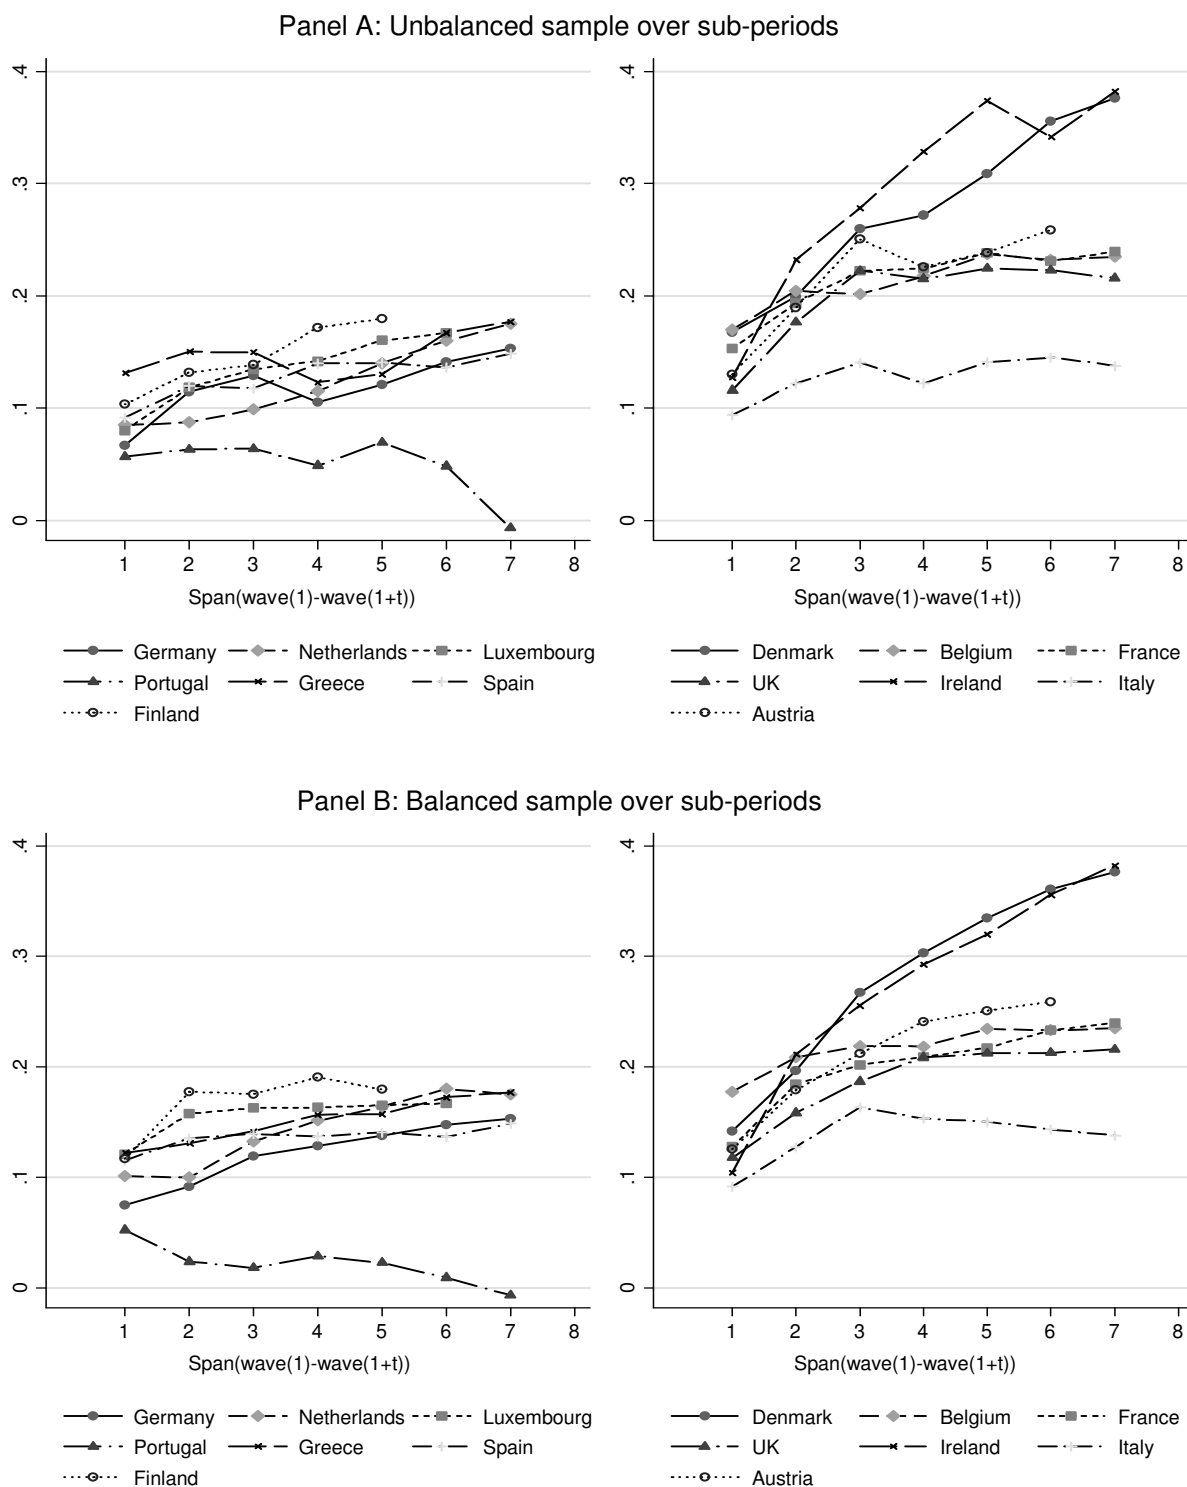 Panel A: Unbalanced sample over sub-periods
.4
.3
.2
.1
0
1 2 3 4 5 6 7 8
Span(wave(1)-wave(1+t))
Germany Netherlands Luxembourg
Portugal Greece Spain
Finland
.4
.3
.2
.1
0
1 2 3 4 5 6 7 8
Span(wave(1)-wave(1+t))
Denmark Belgium France
UK Ireland Italy
Austria
Panel B: Balanced sample over sub-periods
.4
.3
.2
.1
0
1 2 3 4 5 6 7 8
Span(wave(1)-wave(1+t))
Germany Netherlands Luxembourg
Portugal Greece Spain
Finland
.4
.3
.2
.1
0
1 2 3 4 5 6 7 8
Span(wave(1)-wave(1+t))
Denmark Belgium France
UK Ireland Italy
Austria